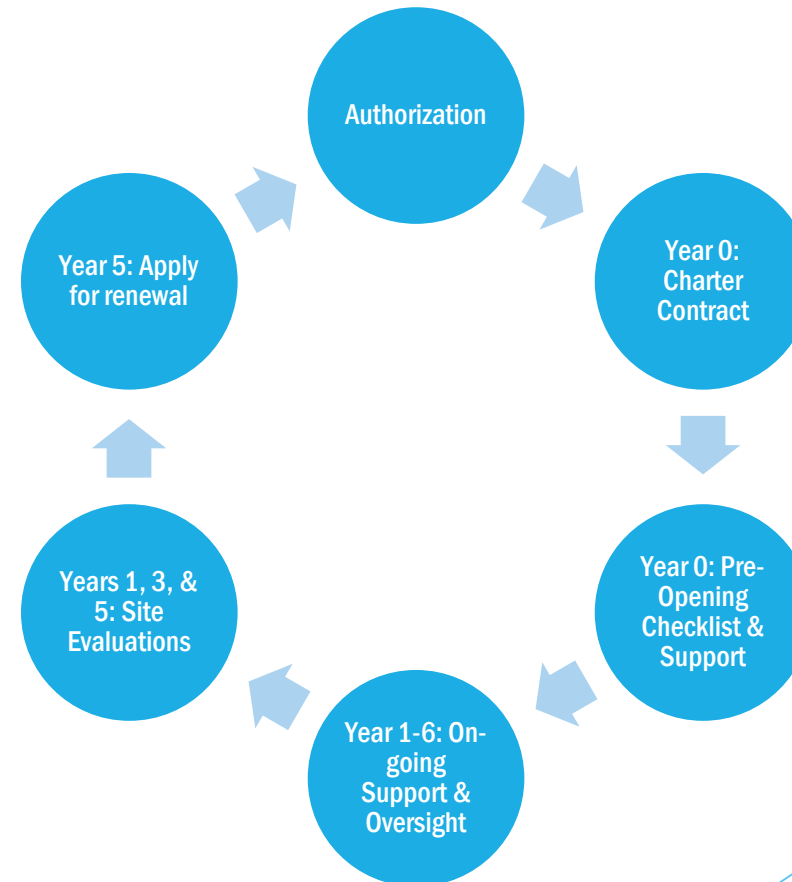 Authorization
Year 0:
Charter
Contract
Year 0: Pre-
Opening
Checklist &
Support
Year 1-6: On-
going
Support &
Oversight
Years 1, 3, &
5: Site
Evaluations
Year 5: Apply
for renewal